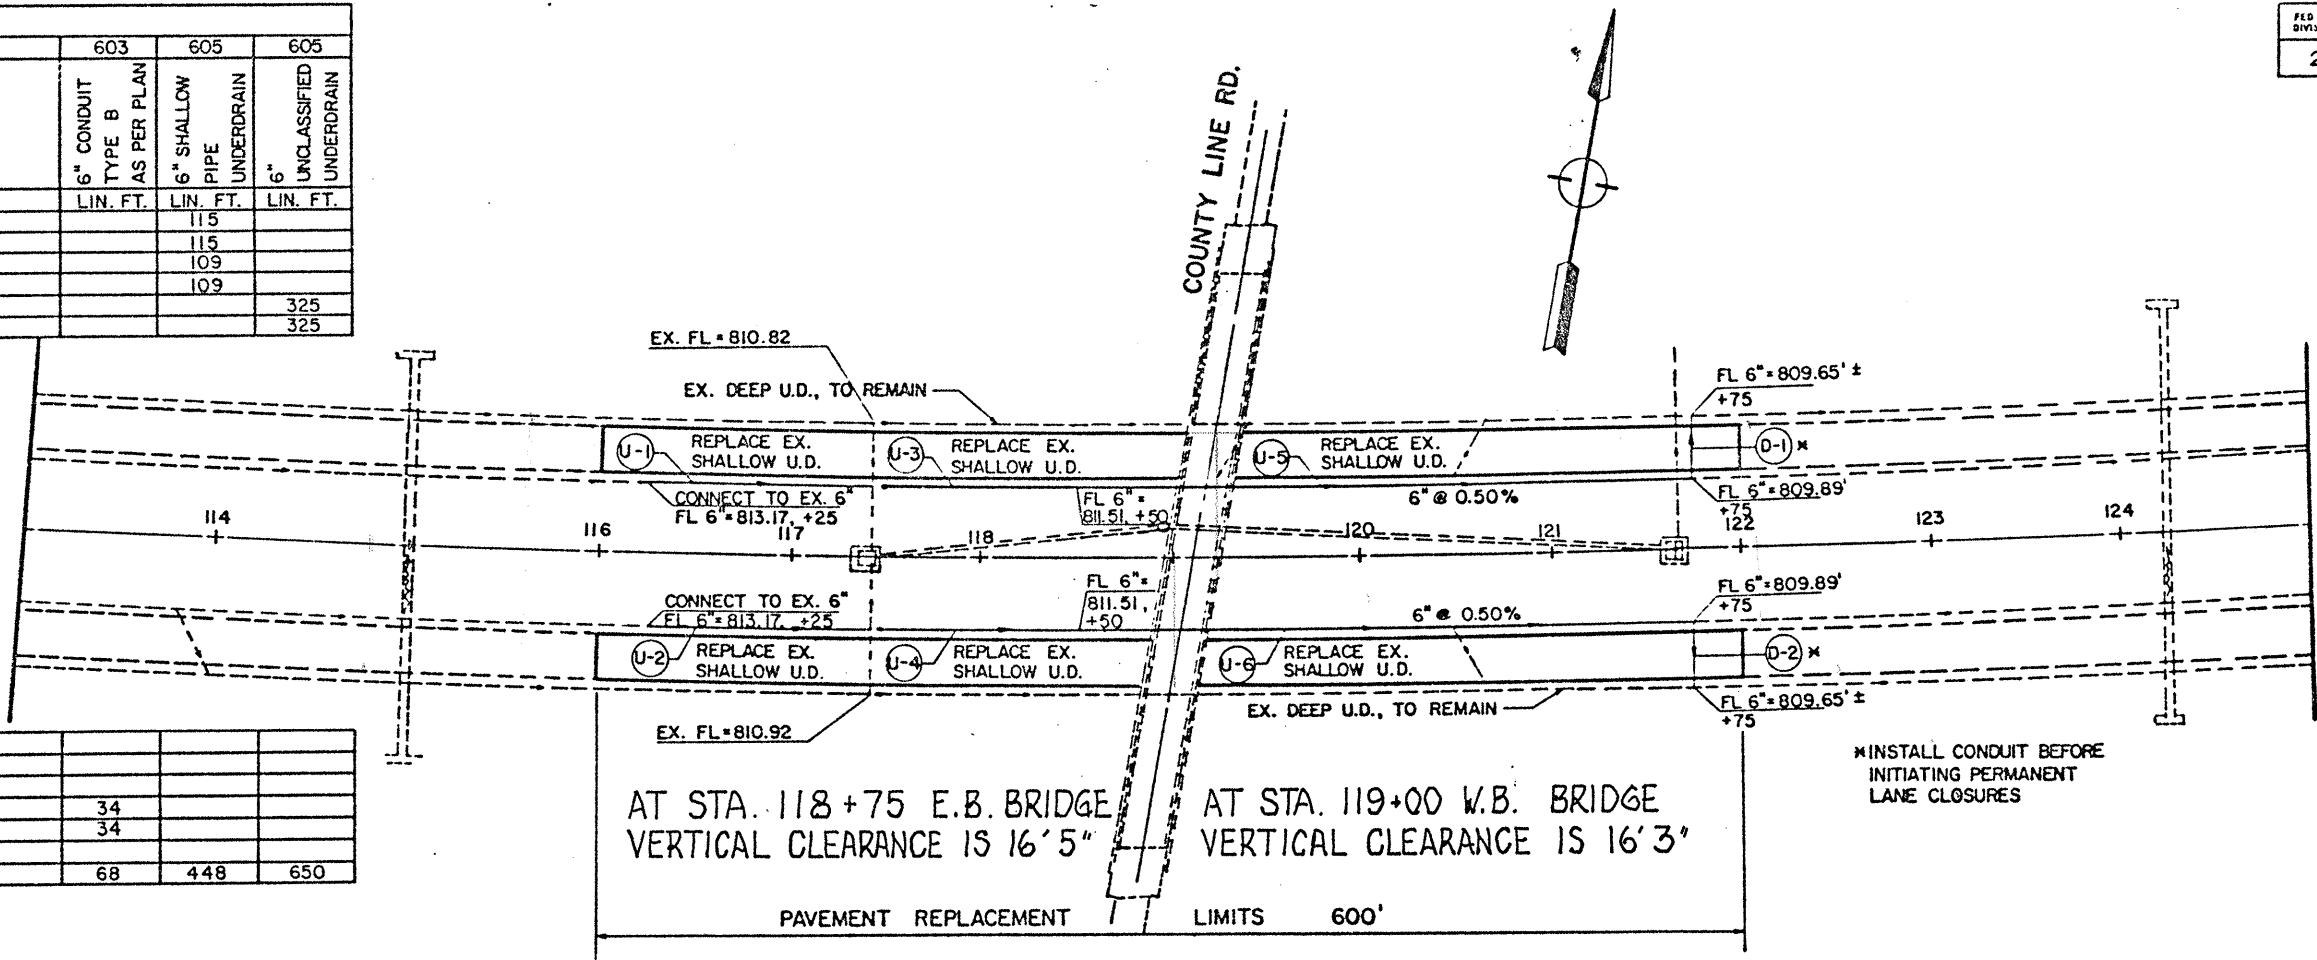 603 605 605
6" CONDUIT
TYPE B
AS PER PLAN
6" SHALLOW
PIPE
UNDERDRAIN
6"
UNCLASSIFIED
UNDERDRAIN
LIN. FT. LIN. FT. LIN. FT.
115
115
109
109
325
325
FED
2
COUNTY LINE RD.
EX. FL=810.82
EX. DEEP U.D., TO REMAIN
FL 6"=809.65' ±
+75
U-1
REPLACE EX.
SHALLOW U.D.
U-3
REPLACE EX.
SHALLOW U.D.
U-5
REPLACE EX.
SHALLOW U.D.
D-1 *
CONNECT TO EX. 6"
FL 6"=813.17, +25
FL 6"=
811.51, +50
6" @ 0.50%
FL 6"=809.89'
+75
114 116 117 118 120 121 122 123 124
CONNECT TO EX. 6"
FL 6"=813.17, +25
FL 6"=
811.51,
+50
6" @ 0.50%
FL 6"=809.89'
+75
U-2
REPLACE EX.
SHALLOW U.D.
U-4
REPLACE EX.
SHALLOW U.D.
U-6
REPLACE EX.
SHALLOW U.D.
D-2 *
EX. FL=810.92
EX. DEEP U.D., TO REMAIN
FL 6"=809.65' ±
+75
*INSTALL CONDUIT BEFORE
INITIATING PERMANENT
LANE CLOSURES
34
34
68 448 650
AT STA. 118+75 E.B. BRIDGE
VERTICAL CLEARANCE IS 16'5"
AT STA. 119+00 W.B. BRIDGE
VERTICAL CLEARANCE IS 16'3"
PAVEMENT REPLACEMENT LIMITS 600'